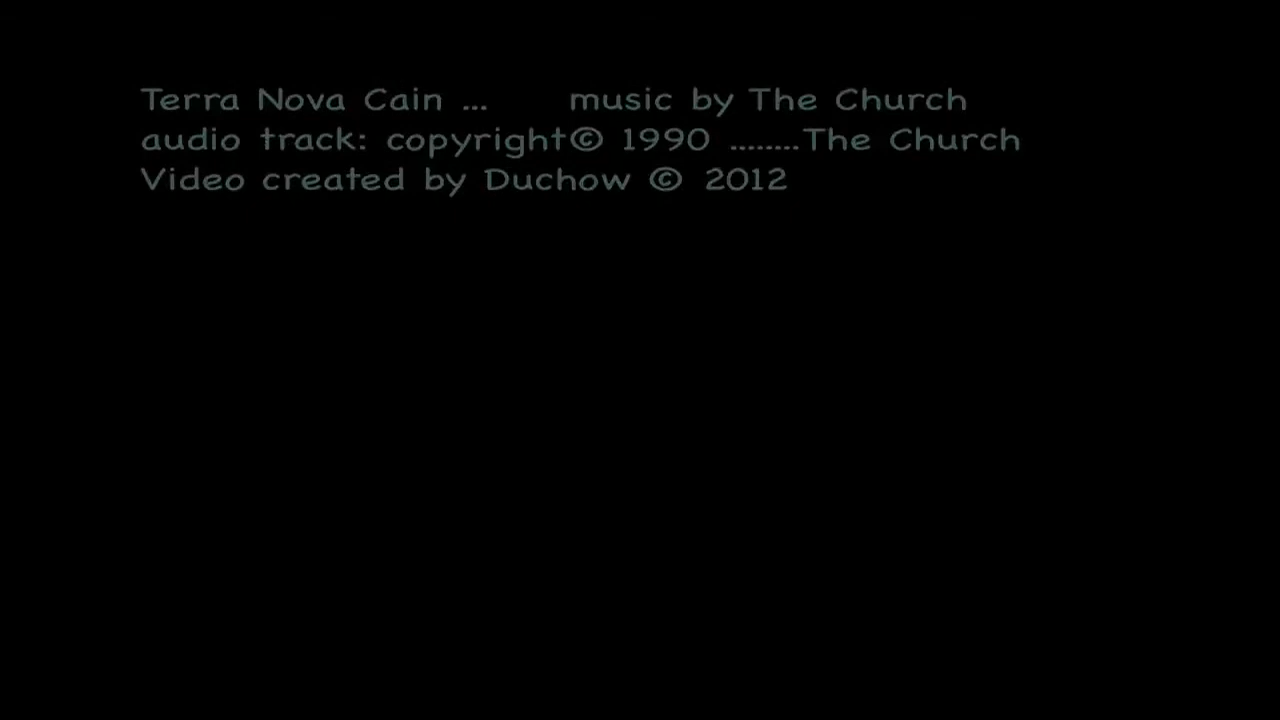 Terra Nova Cain ... music by The Church
audio track: copyright© 1990 ........The Church
Video created by Duchow © 2012